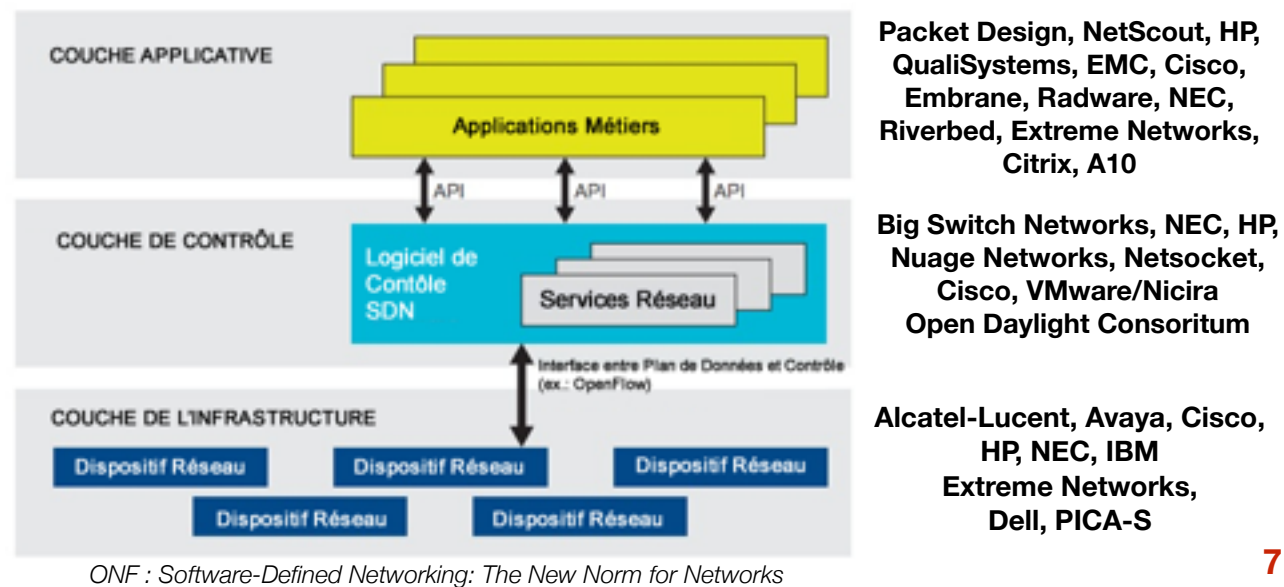 COUCHE APPLICATIVE
Applications Métiers
API
API
API
Packet Design, NetScout, HP,
QualiSystems, EMC, Cisco,
Embrane, Radware, NEC,
Riverbed, Extreme Networks,
Citrix, A10
COUCHE DE CONTRÔLE
Logiciel de
Contôle
SDN
Services Réseau
Big Switch Networks, NEC, HP,
Nuage Networks, Netsocket,
Cisco, VMware/Nicira
Open Daylight Consoritum
Interface entre Plan de Données et Contrôle
(ex.: OpenFlow)
COUCHE DE L'INFRASTRUCTURE
Dispositif Réseau
Dispositif Réseau
Dispositif Réseau
Dispositif Réseau
Dispositif Réseau
Alcatel-Lucent, Avaya, Cisco,
HP, NEC, IBM
Extreme Networks,
Dell, PICA-S
ONF : Software-Defined Networking: The New Norm for Networks
7